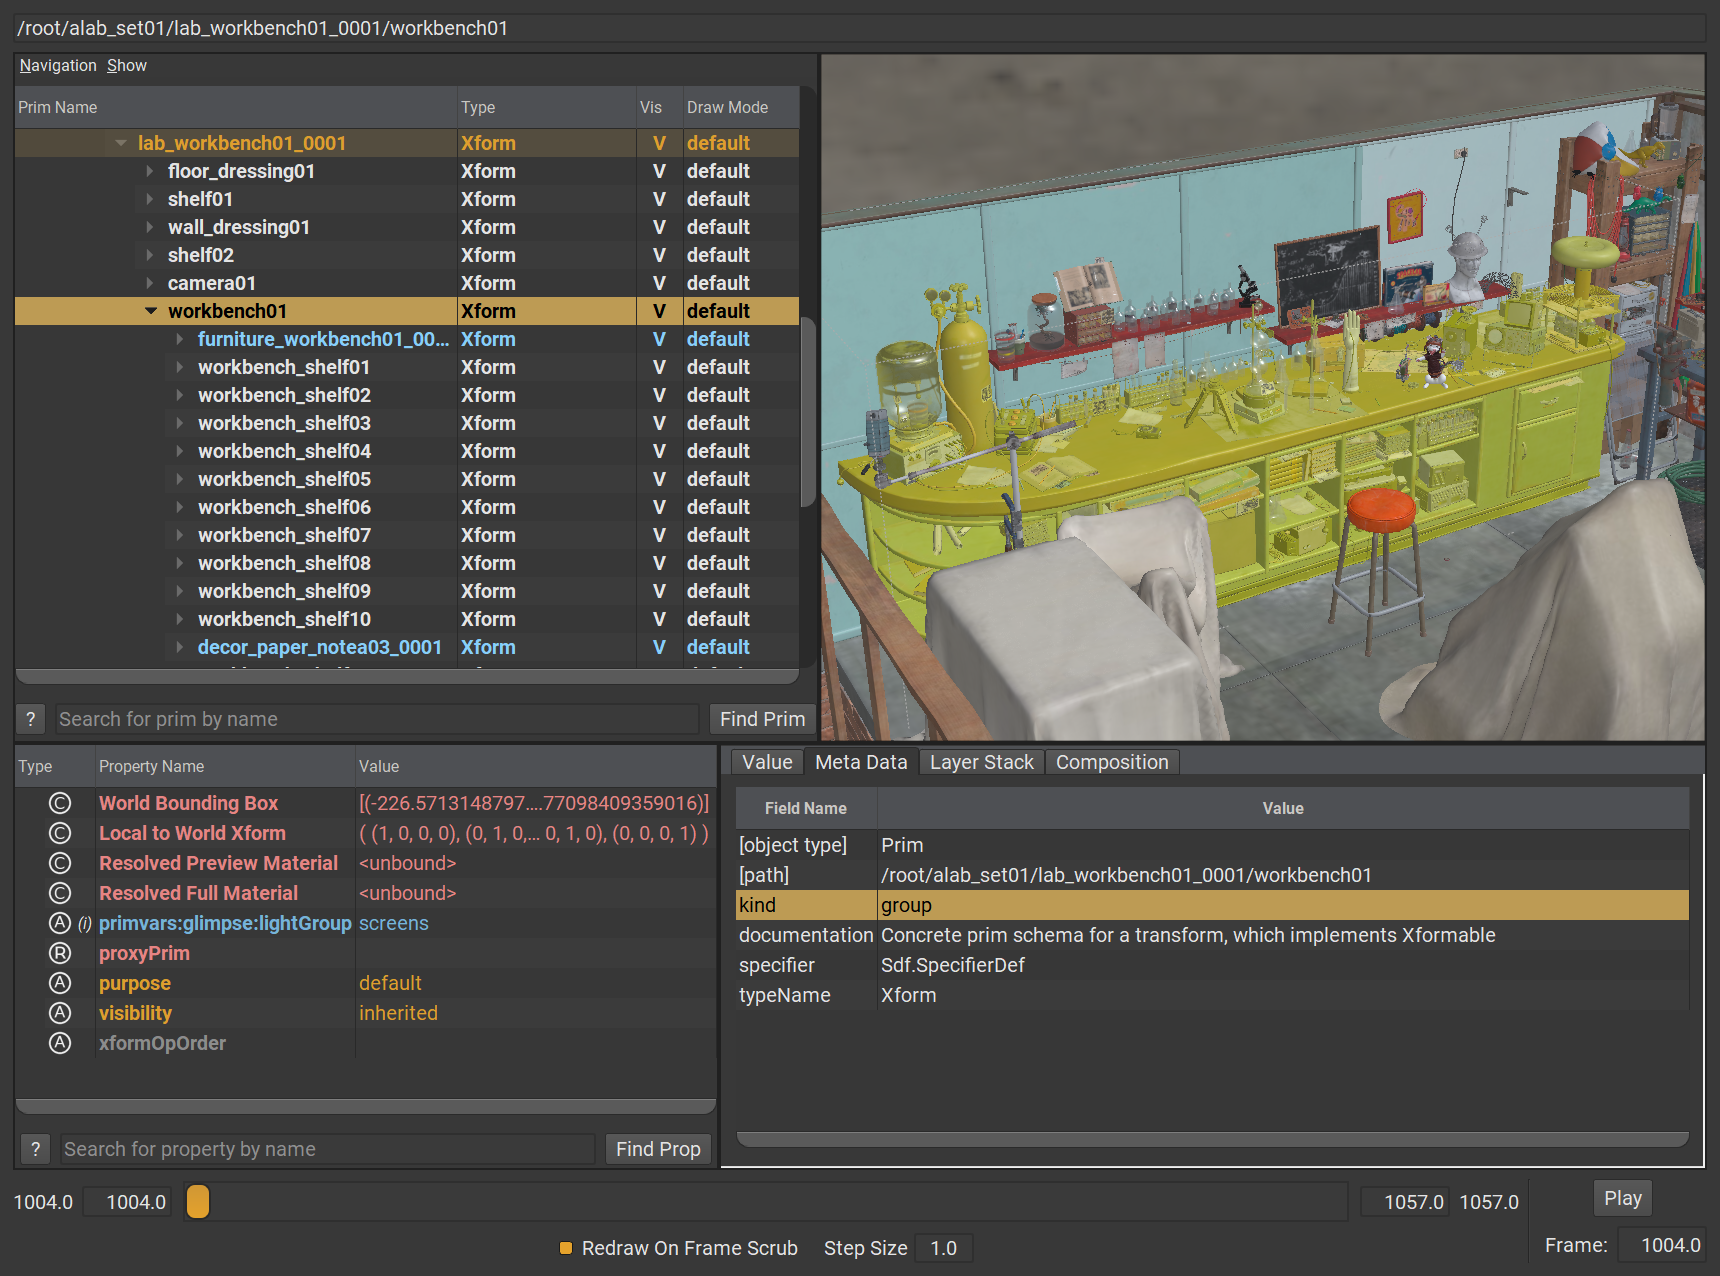 /root/alab_set01/lab_workbench01_0001/workbench01
Navigation Show
Prim Name Type Vis Draw Mode
lab_workbench01_0001 Xform V default
floor_dressing01 Xform V default
shelf01 Xform V default
wall_dressing01 Xform V default
shelf02 Xform V default
camera01 Xform V default
workbench01 Xform V default
furniture_workbench01_00... Xform V default
workbench_shelf01 Xform V default
workbench_shelf02 Xform V default
workbench_shelf03 Xform V default
workbench_shelf04 Xform V default
workbench_shelf05 Xform V default
workbench_shelf06 Xform V default
workbench_shelf07 Xform V default
workbench_shelf08 Xform V default
workbench_shelf09 Xform V default
workbench_shelf10 Xform V default
decor_paper_notea03_0001 Xform V default
? Search for prim by name Find Prim
Type Property Name Value
C World Bounding Box [(-226.5713148797....77098409359016)]
C Local to World Xform ( (1, 0, 0, 0), (0, 1, 0,... 0, 1, 0), (0, 0, 0, 1) )
C Resolved Preview Material <unbound>
C Resolved Full Material <unbound>
A (i) primvars:glimpse:lightGroup screens
R proxyPrim
A purpose default
A visibility inherited
A xformOpOrder
? Search for property by name Find Prop
Value Meta Data Layer Stack Composition
Field Name Value
[object type] Prim
[path] /root/alab_set01/lab_workbench01_0001/workbench01
kind group
documentation Concrete prim schema for a transform, which implements Xformable
specifier Sdf.SpecifierDef
typeName Xform
1004.0 1004.0 1057.0 1057.0 Play
Redraw On Frame Scrub Step Size 1.0 Frame: 1004.0